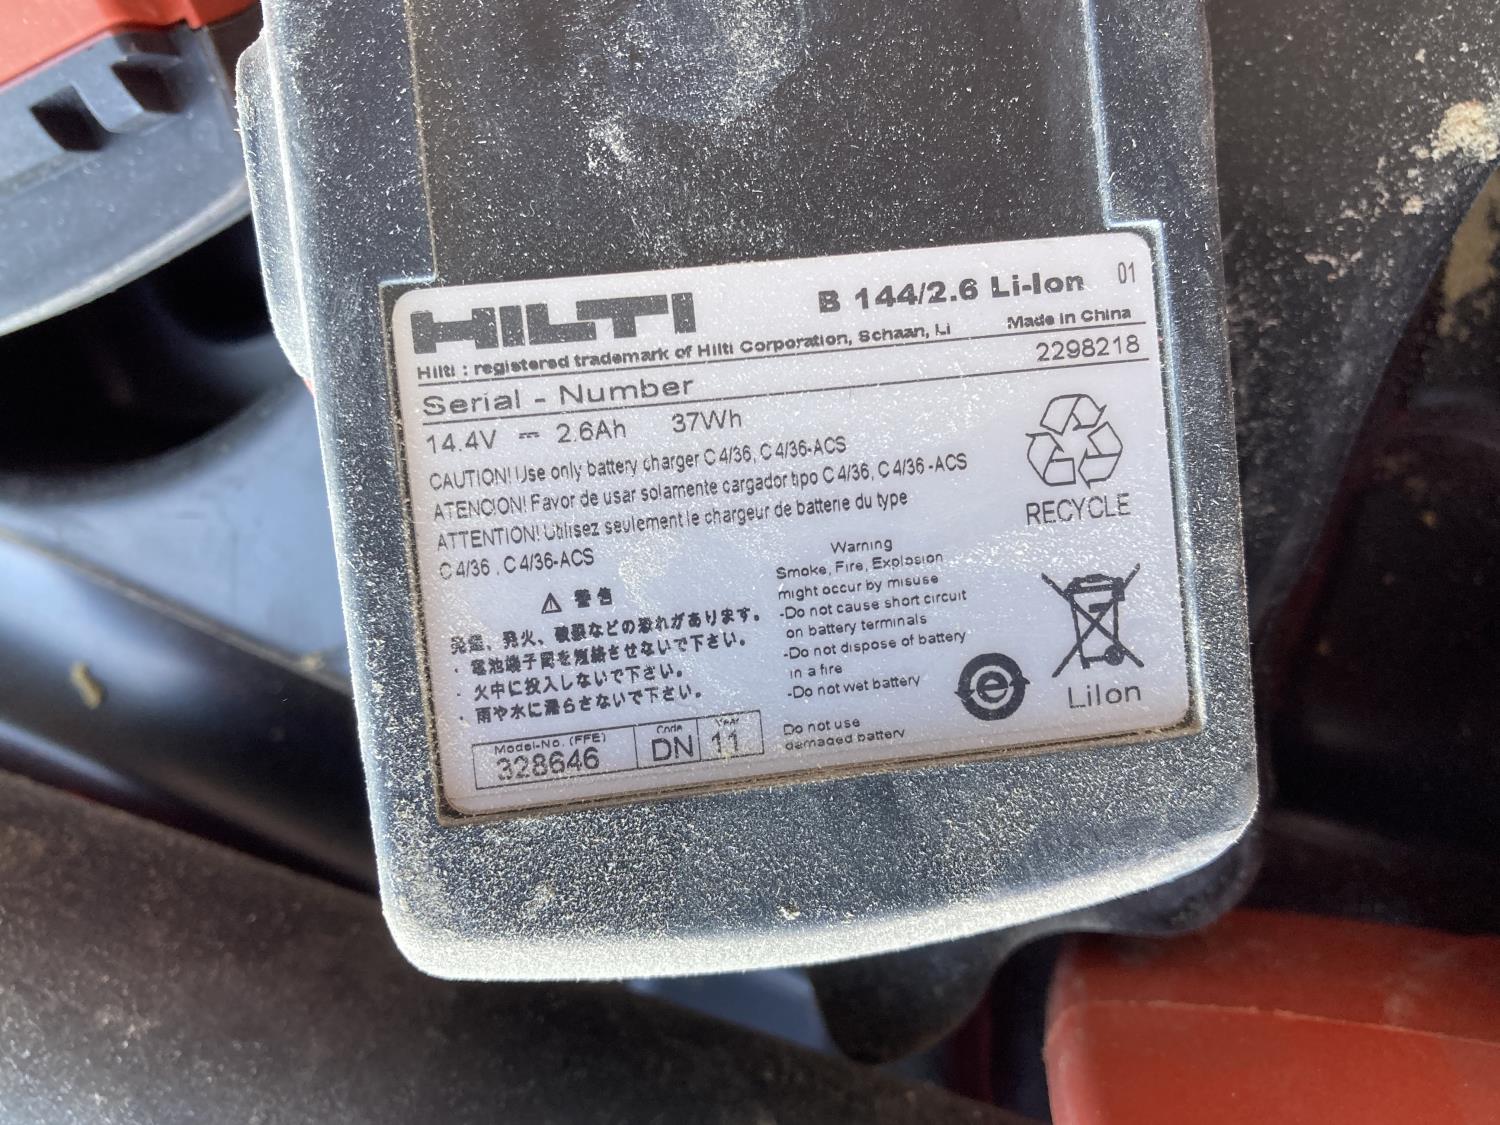 HILTI
B 144/2.6 Li-Ion 01
Hilti : registered trademark of Hilti Corporation, Schaan, Li
Made in China
Serial - Number
2298218
14.4V ⎓ 2.6Ah 37Wh
CAUTION! Use only battery charger C 4/36, C 4/36-ACS
ATENCION! Favor de usar solamente cargador tipo C 4/36, C 4/36 -ACS
ATTENTION! Utilisez seulement le chargeur de batterie du type
C 4/36 . C 4/36-ACS
RECYCLE
⚠ 警告
発煙、発火、破損などの恐れがあります。
・電池端子間を短絡させないで下さい。
・火中に投入しないで下さい。
・雨や水に濡らさないで下さい。
Warning
Smoke, Fire, Explosion
might occur by misuse
-Do not cause short circuit
on battery terminals
-Do not dispose of battery
in a fire
-Do not wet battery
Do not use
damaged battery
e
LiIon
Model-No. (FFE) Code Year
328646 DN 11